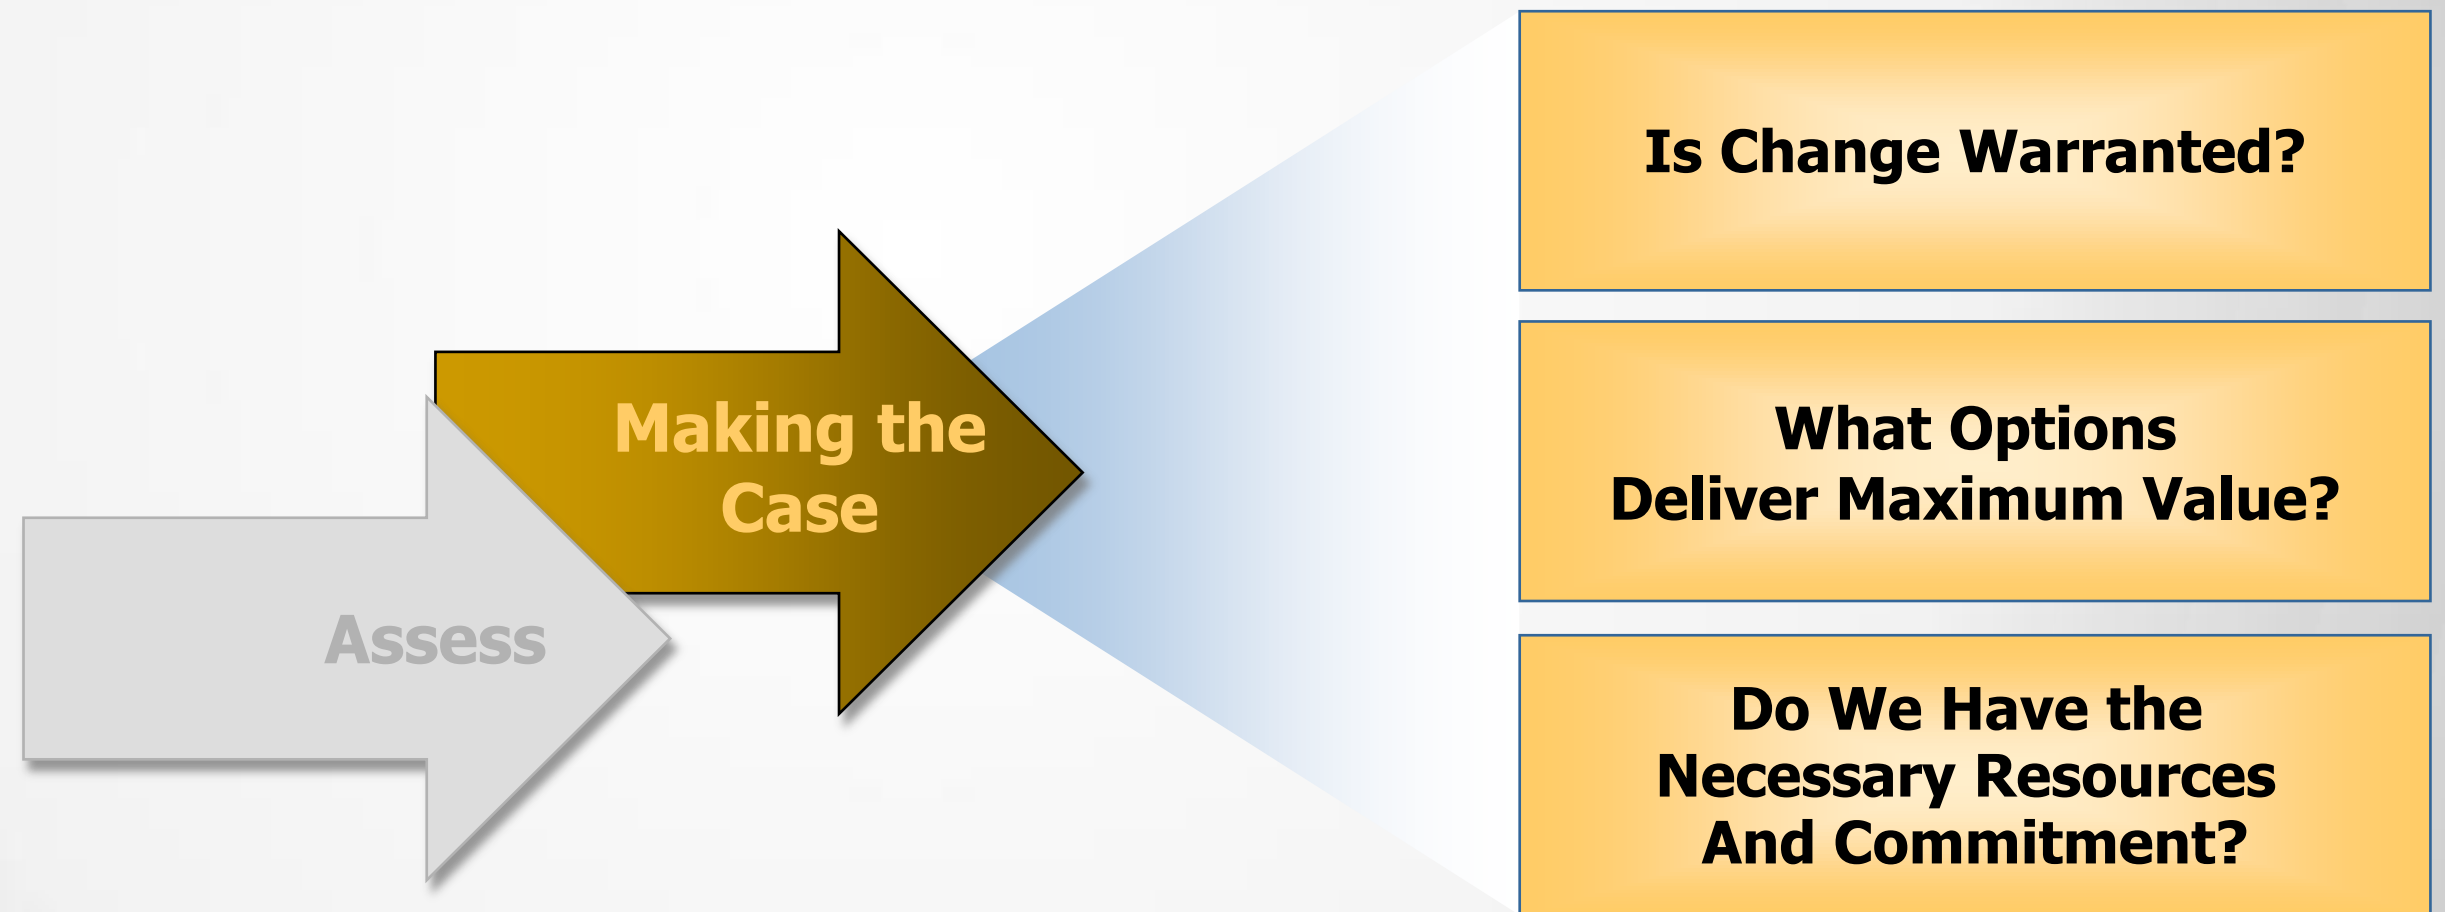 Assess
Making the
Case
Is Change Warranted?
What Options
Deliver Maximum Value?
Do We Have the
Necessary Resources
And Commitment?